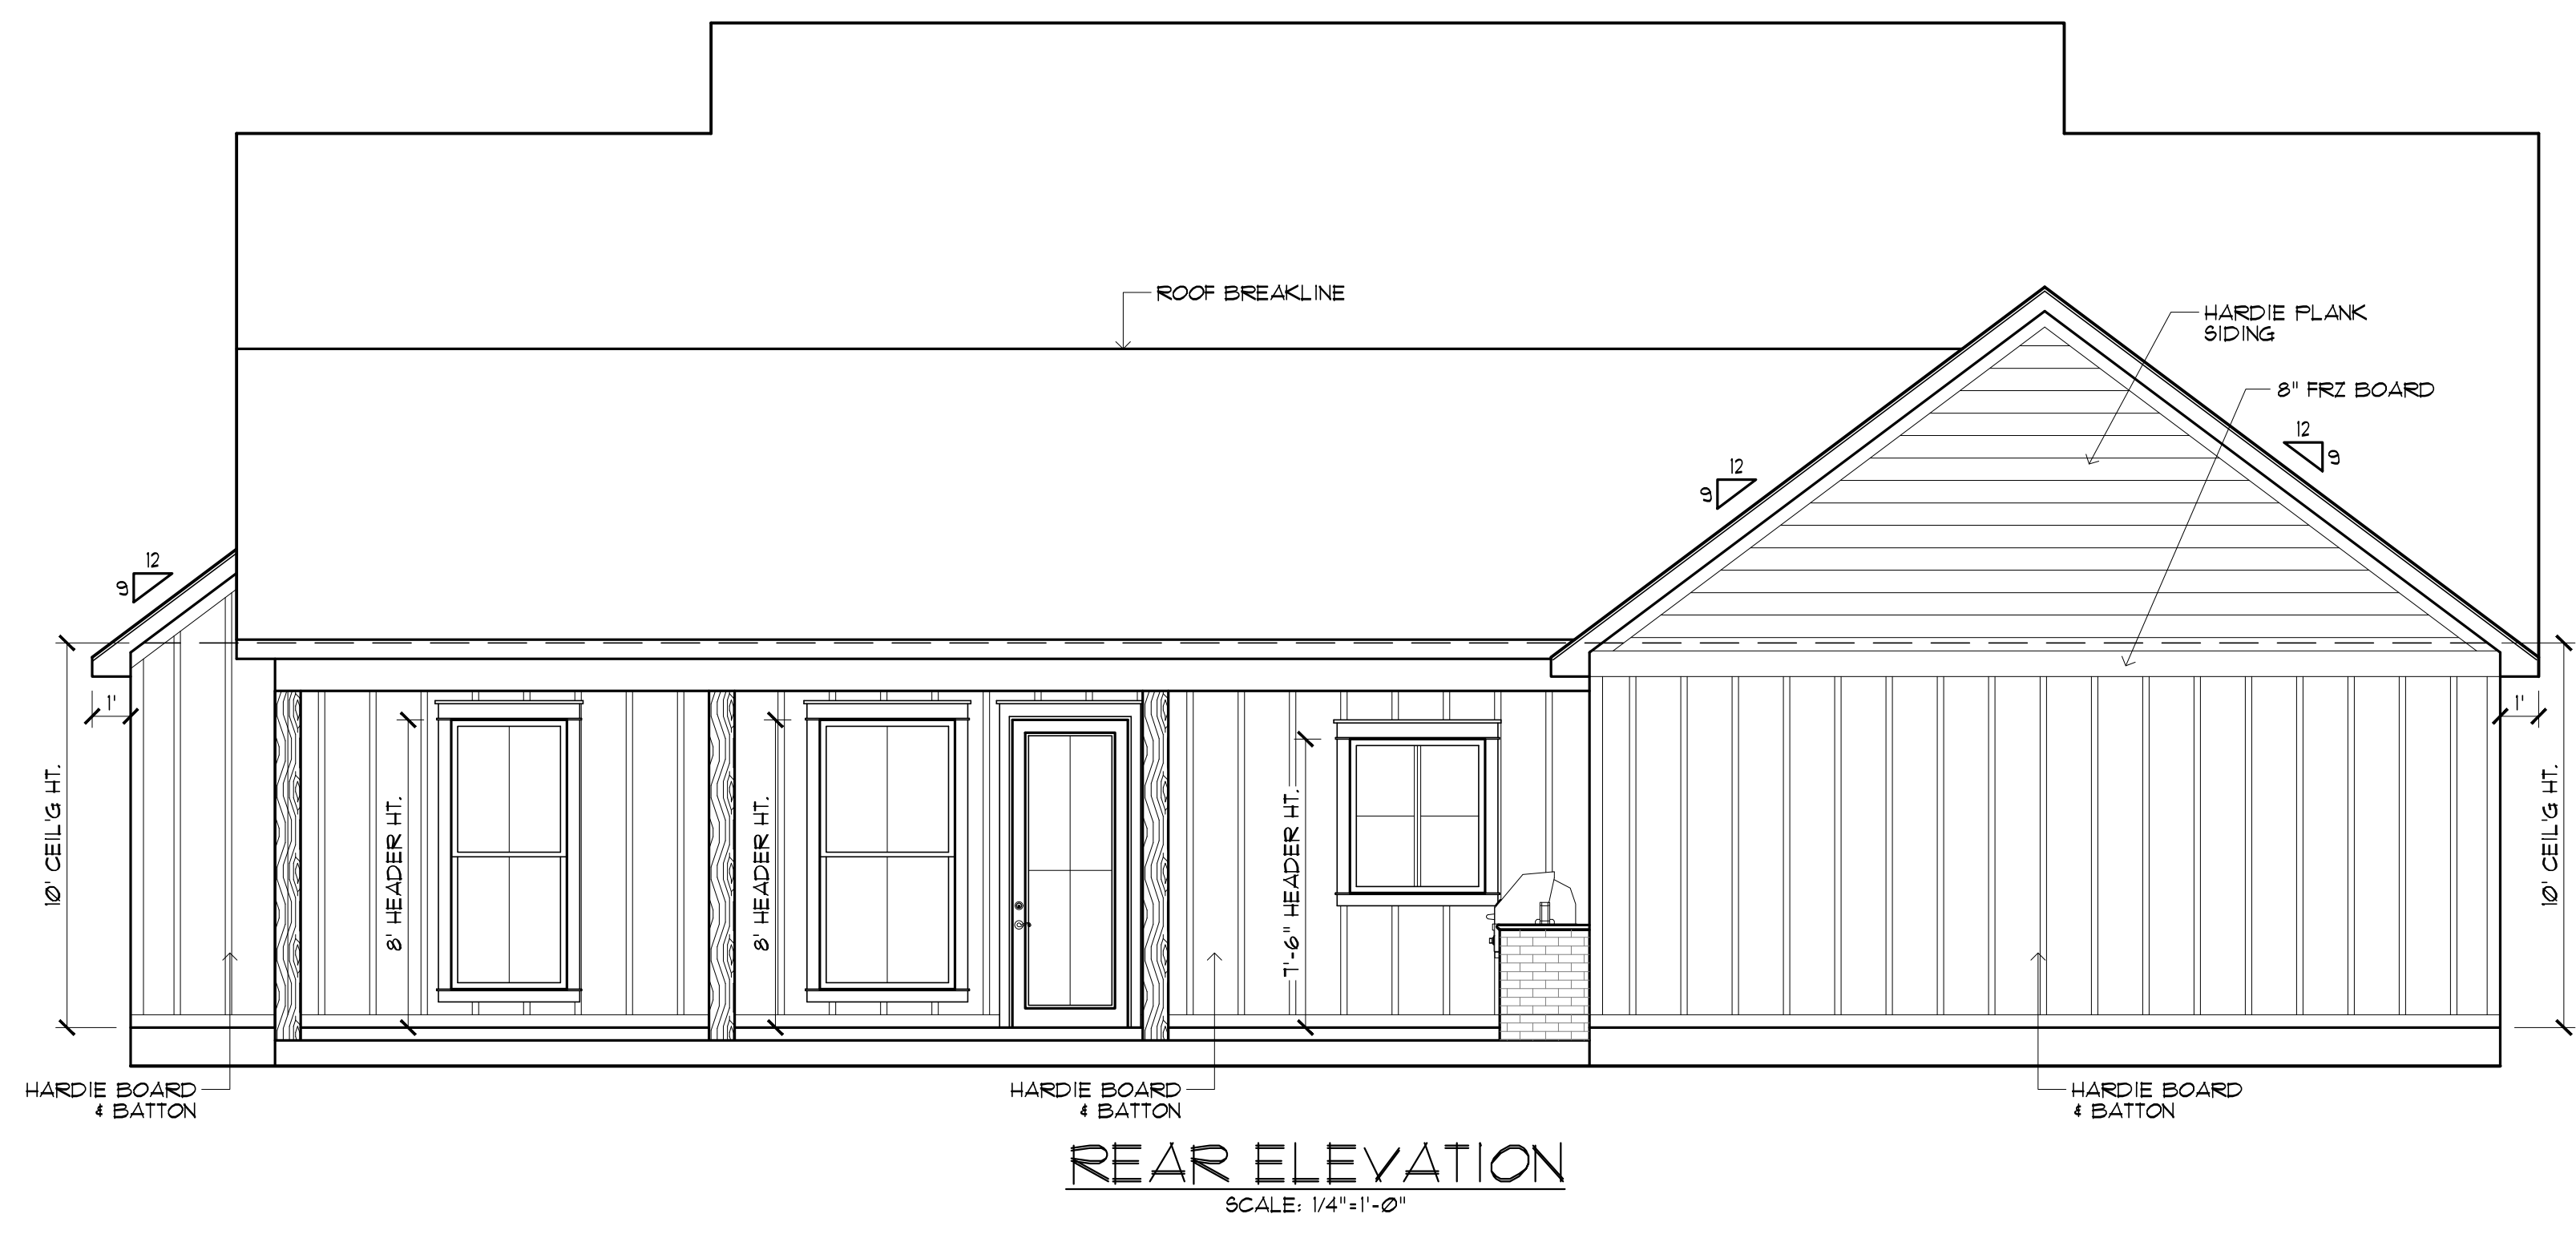 ROOF BREAKLINE
HARDIE PLANK
SIDING
8" FRZ BOARD
12
9
12
9
12
9
1'
1'
10' CEIL'G HT.
8' HEADER HT.
8' HEADER HT.
7'-6" HEADER HT.
10' CEIL'G HT.
HARDIE BOARD
& BATTON
HARDIE BOARD
& BATTON
HARDIE BOARD
& BATTON
REAR ELEVATION
SCALE: 1/4"=1'-0"